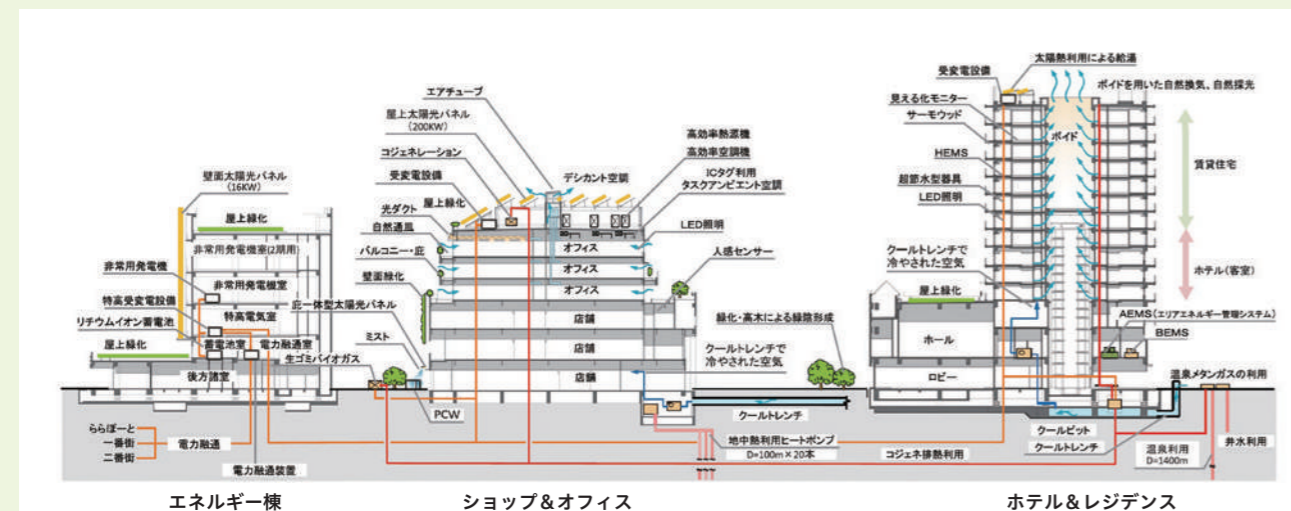 壁面太陽光パネル
(16KW)
屋上緑化
非常用発電機室(2期用)
非常用発電機
非常用発電機室
特高受変電設備
特高電気室
リチウムイオン蓄電池
屋上緑化
蓄電池室
電力融通室
後方諸室
生ゴミバイオガス
ららぽーと
一番街
二番街
電力融通
電力融通装置
エネルギー棟
エアチューブ
屋上太陽光パネル
(200KW)
コジェネレーション
受変電設備
屋上緑化
光ダクト
自然通風
バルコニー・庇
壁面緑化
庇一体型太陽光パネル
ミスト
PCW
デシカント空調
高効率熱源機
高効率空調機
ICタグ利用
タスクアンビエント空調
LED照明
人感センサー
オフィス
オフィス
オフィス
店舗
店舗
店舗
緑化・高木による緑陰形成
クールトレンチで
冷やされた空気
クールトレンチ
地中熱利用ヒートポンプ
D=100m×20本
コジェネ排熱利用
ショップ&オフィス
太陽熱利用による給湯
受変電設備
ボイドを用いた自然換気、自然採光
見える化モニター
サーモウッド
ボイド
HEMS
超節水型器具
LED照明
賃貸住宅
クールトレンチで
冷やされた空気
ホテル(客室)
屋上緑化
AEMS(エリアエネルギー管理システム)
BEMS
ホール
ロビー
温泉メタンガスの利用
クールピット
クールトレンチ
温泉利用
D=1400m
井水利用
ホテル&レジデンス